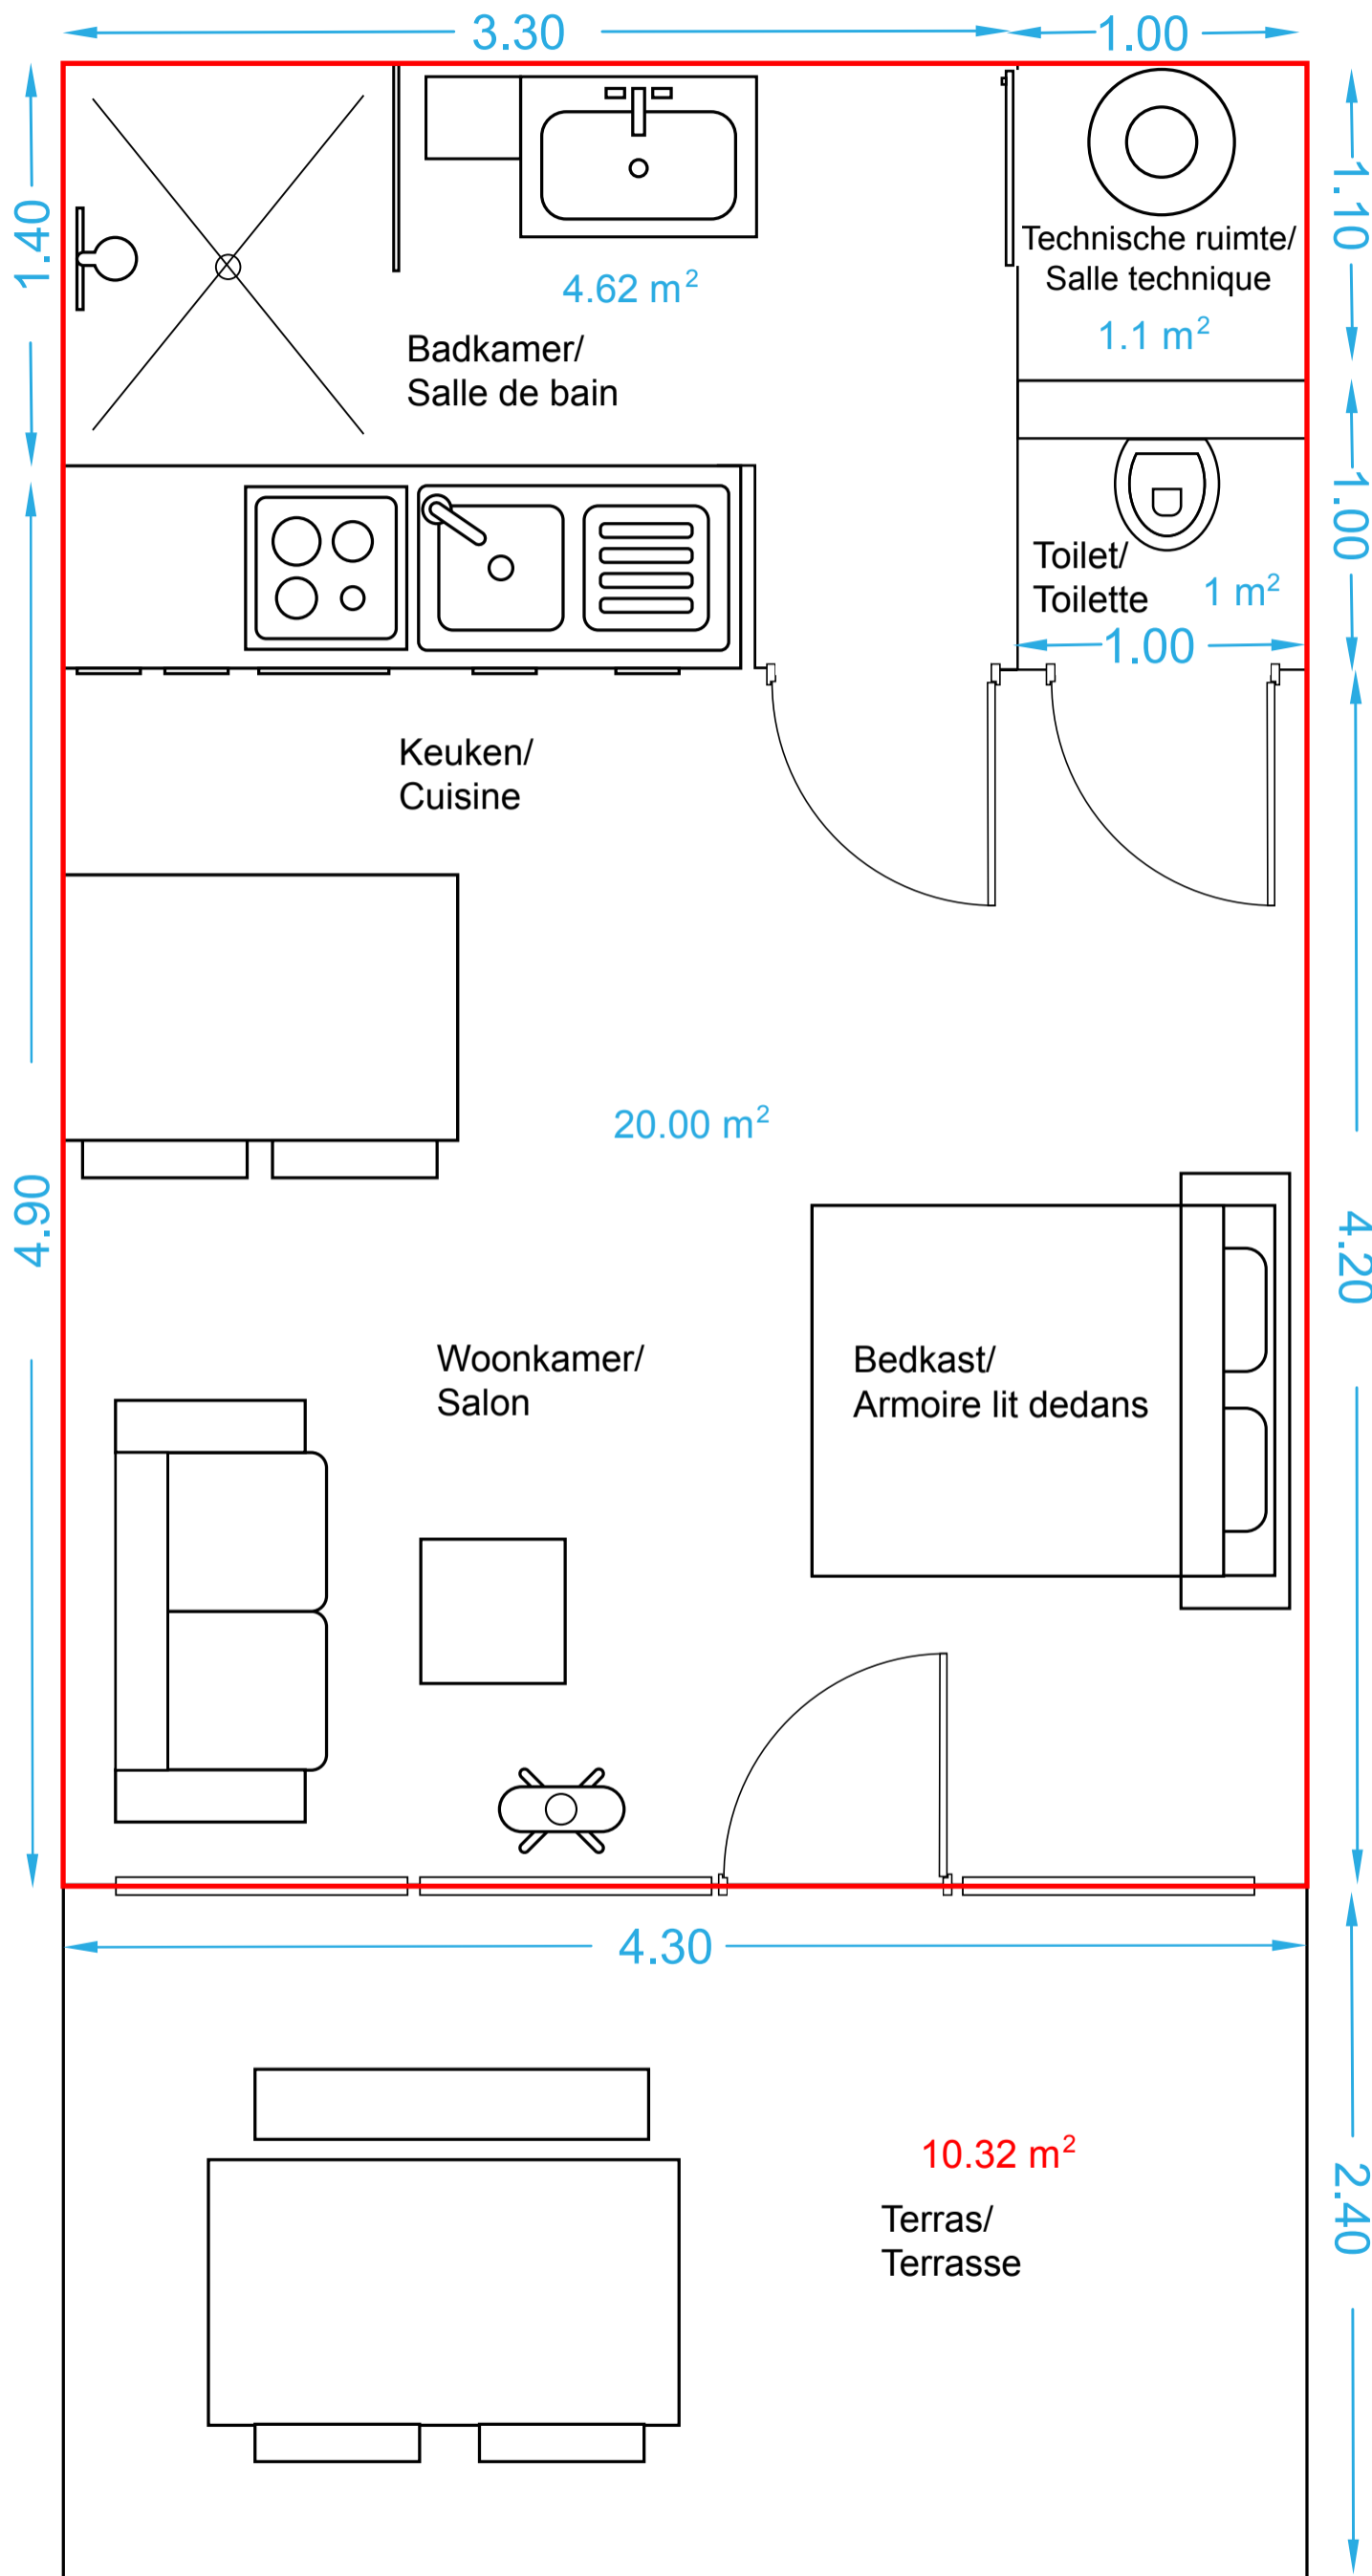 3.30
1.00
1.40
1.10
Technische ruimte/
Salle technique
1.1 m²
4.62 m²
Badkamer/
Salle de bain
1.00
Toilet/
Toilette
1 m²
1.00
Keuken/
Cuisine
20.00 m²
4.90
4.20
Woonkamer/
Salon
Bedkast/
Armoire lit dedans
4.30
10.32 m²
Terras/
Terrasse
2.40